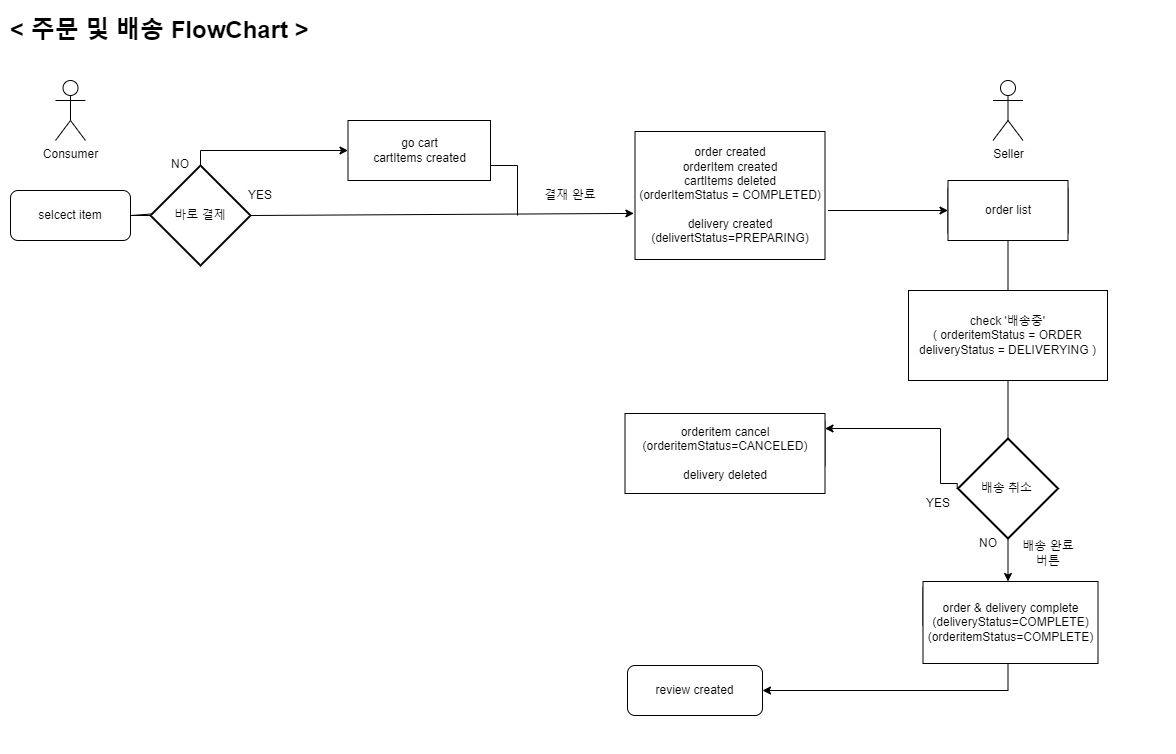 < 주문 및 배송 FlowChart >
Consumer
Seller
selcect item
바로 결제
NO
YES
go cart
cartItems created
결재 완료
order created
orderItem created
cartItems deleted
(orderItemStatus = COMPLETED)
delivery created
(delivertStatus=PREPARING)
order list
check '배송중'
( orderitemStatus = ORDER
deliveryStatus = DELIVERYING )
배송 취소
YES
orderitem cancel
(orderitemStatus=CANCELED)
delivery deleted
NO
배송 완료
버튼
order & delivery complete
(deliveryStatus=COMPLETE)
(orderitemStatus=COMPLETE)
review created